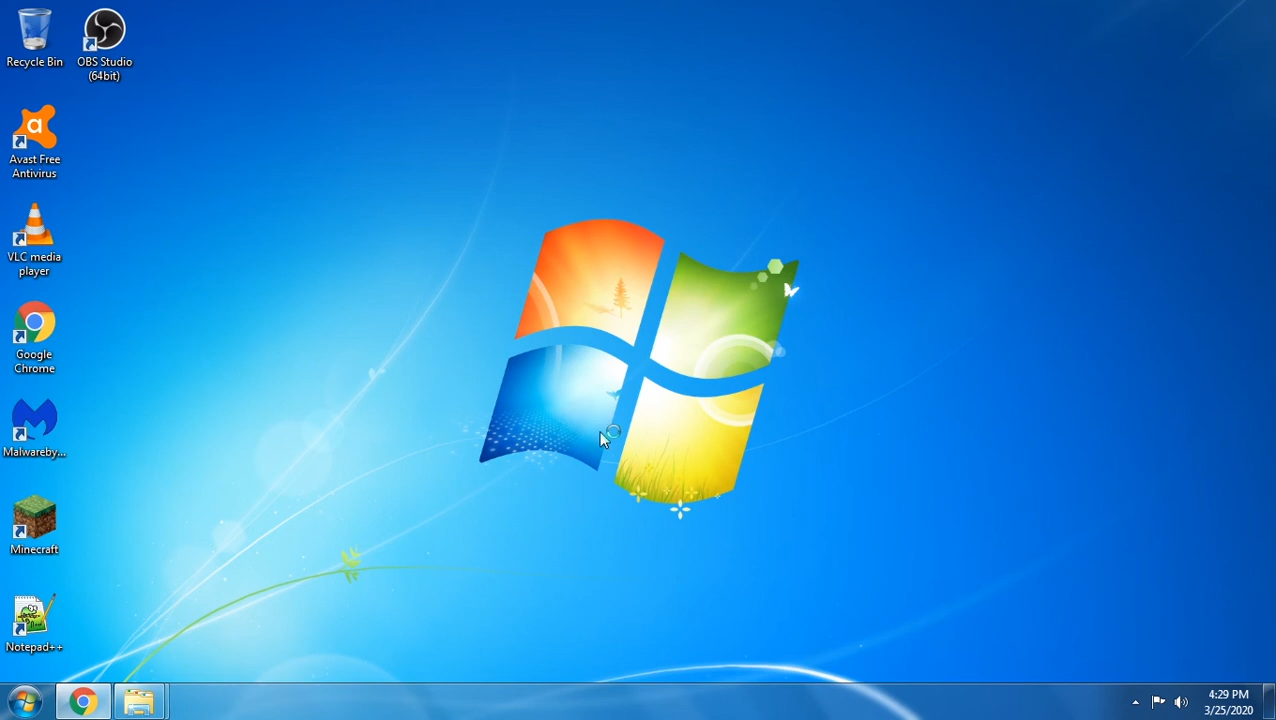 Recycle Bin
OBS Studio
(64bit)
Avast Free
Antivirus
VLC media
player
Google
Chrome
Malwareby...
Minecraft
Notepad++
4:29 PM
3/25/2020